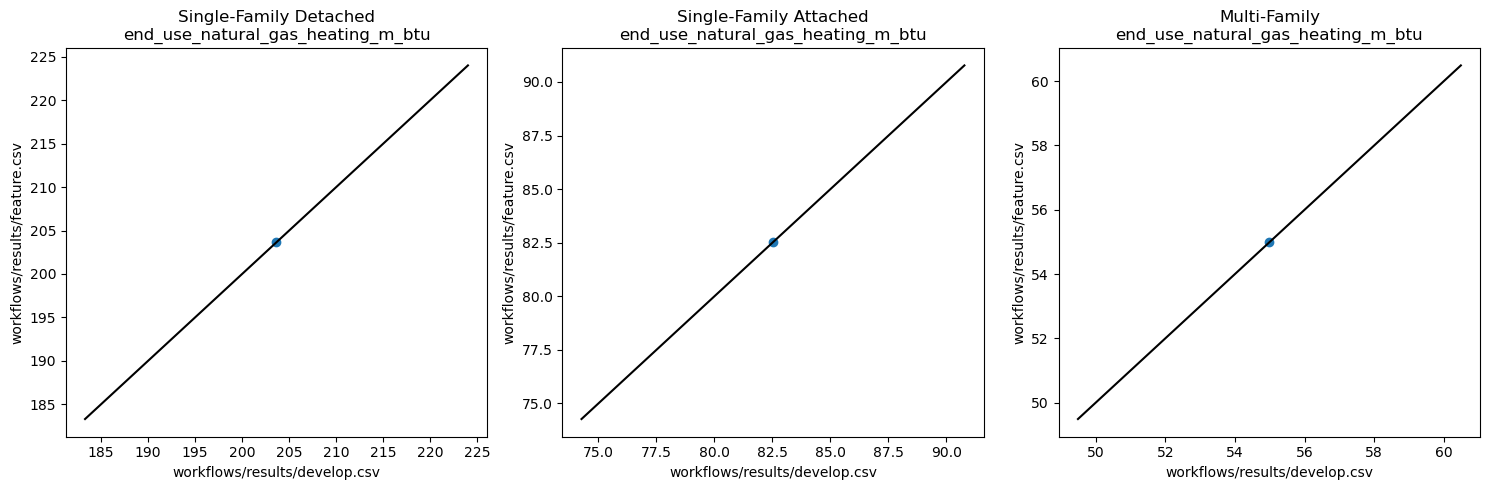 Single-Family Detached
end_use_natural_gas_heating_m_btu
225
220
215
210
205
200
195
190
185
workflows/results/feature.csv
185 190 195 200 205 210 215 220 225
workflows/results/develop.csv
Single-Family Attached
end_use_natural_gas_heating_m_btu
90.0
87.5
85.0
82.5
80.0
77.5
75.0
workflows/results/feature.csv
75.0 77.5 80.0 82.5 85.0 87.5 90.0
workflows/results/develop.csv
Multi-Family
end_use_natural_gas_heating_m_btu
60
58
56
54
52
50
workflows/results/feature.csv
50 52 54 56 58 60
workflows/results/develop.csv